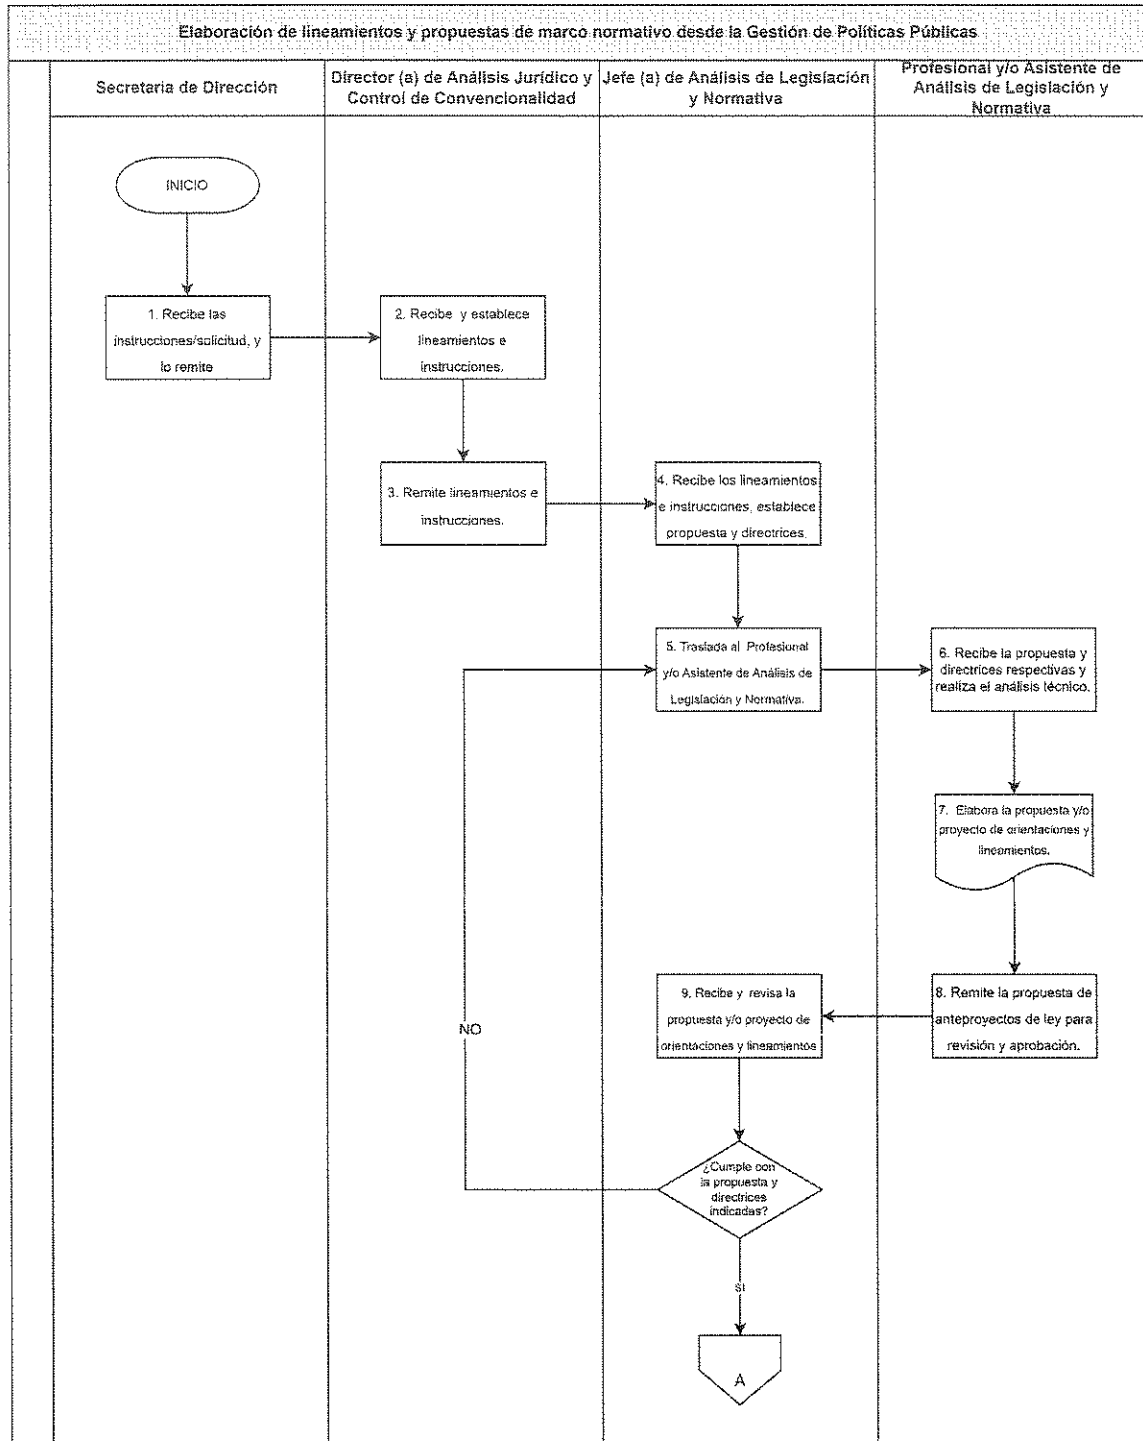 Elaboración de lineamientos y propuestas de marco normativo desde la Gestión de Políticas Públicas
Secretaria de Dirección
Director (a) de Análisis Jurídico y
Control de Convencionalidad
Jefe (a) de Análisis de Legislación
y Normativa
Profesional y/o Asistente de
Análisis de Legislación y
Normativa
INICIO
1. Recibe las
instrucciones/solicitud, y
lo remite
2. Recibe y establece
lineamientos e
instrucciones.
3. Remite lineamientos e
instrucciones.
4. Recibe los lineamientos
e instrucciones, establece
propuesta y directrices.
5. Traslada al Profesional
y/o Asistente de Análisis de
Legislación y Normativa.
6. Recibe la propuesta y
directrices respectivas y
realiza el análisis técnico.
7. Elabora la propuesta y/o
proyecto de orientaciones y
lineamientos.
8. Remite la propuesta de
anteproyectos de ley para
revisión y aprobación.
9. Recibe y revisa la
propuesta y/o proyecto de
orientaciones y lineamientos
NO
¿Cumple con
la propuesta y
directrices
indicadas?
SI
A